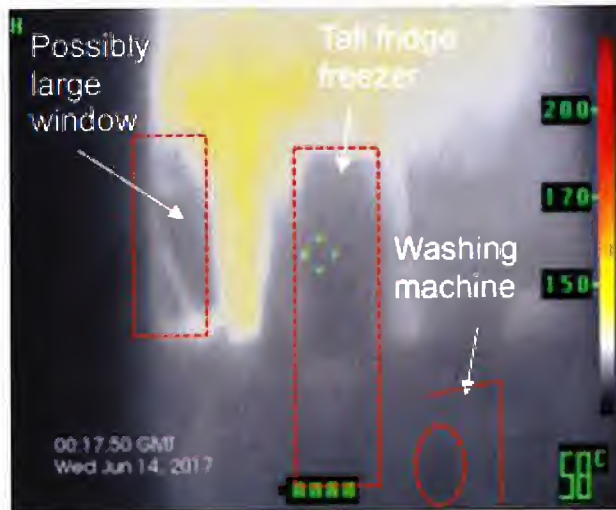 H
Possibly
large
window
Tall fridge
freezer
200
170
150
Washing
machine
00:17.50 GMT
Wed Jun 14, 2017
58°C